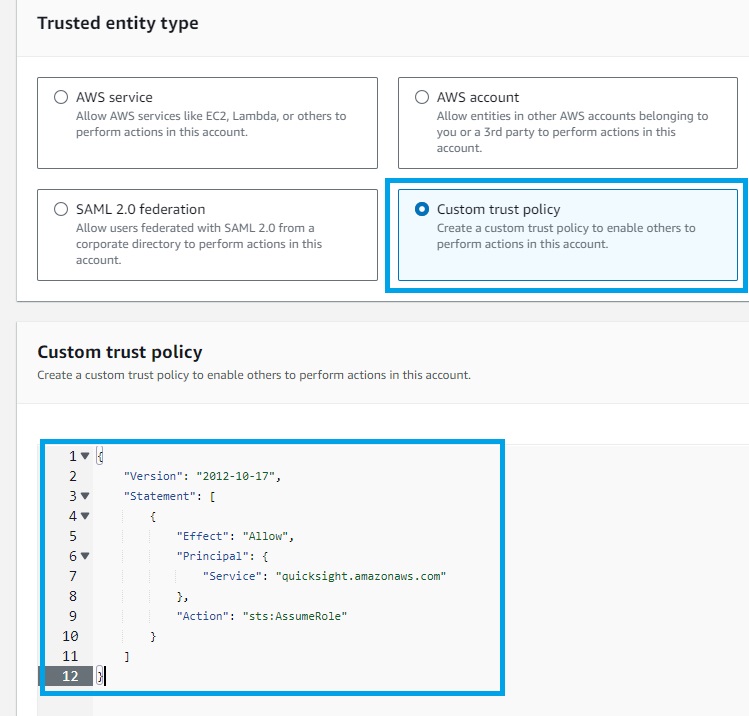 Trusted entity type
AWS service
Allow AWS services like EC2, Lambda, or others to
perform actions in this account.
AWS account
Allow entities in other AWS accounts belonging to
you or a 3rd party to perform actions in this
account.
SAML 2.0 federation
Allow users federated with SAML 2.0 from a
corporate directory to perform actions in this
account.
Custom trust policy
Create a custom trust policy to enable others to
perform actions in this account.
Custom trust policy
Create a custom trust policy to enable others to perform actions in this account.
1 {
2     "Version": "2012-10-17",
3     "Statement": [
4         {
5             "Effect": "Allow",
6             "Principal": {
7                 "Service": "quicksight.amazonaws.com"
8             },
9             "Action": "sts:AssumeRole"
10         }
11     ]
12 }